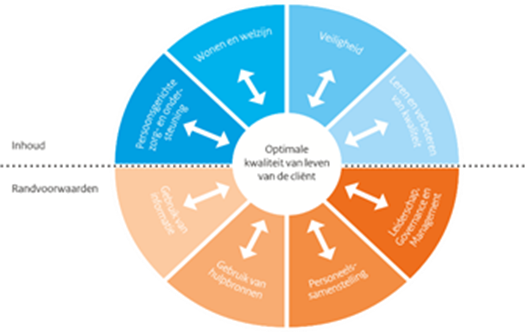 Wonen en welzijn
Veiligheid
Persoonsgerichte
zorg- en onder-
steuning
Leren en verbeteren
van kwaliteit
Inhoud
Optimale
kwaliteit van leven
van de cliënt
Randvoorwaarden
Gebruik van
informatie
Leiderschap,
Governance en
Management
Gebruik van
hulpbronnen
Personeels-
samenstelling